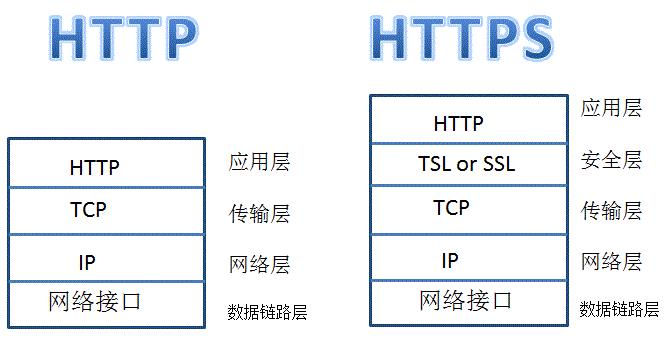 HTTP
HTTP 应用层
TCP 传输层
IP 网络层
网络接口 数据链路层
HTTPS
HTTP 应用层
TSL or SSL 安全层
TCP 传输层
IP 网络层
网络接口 数据链路层